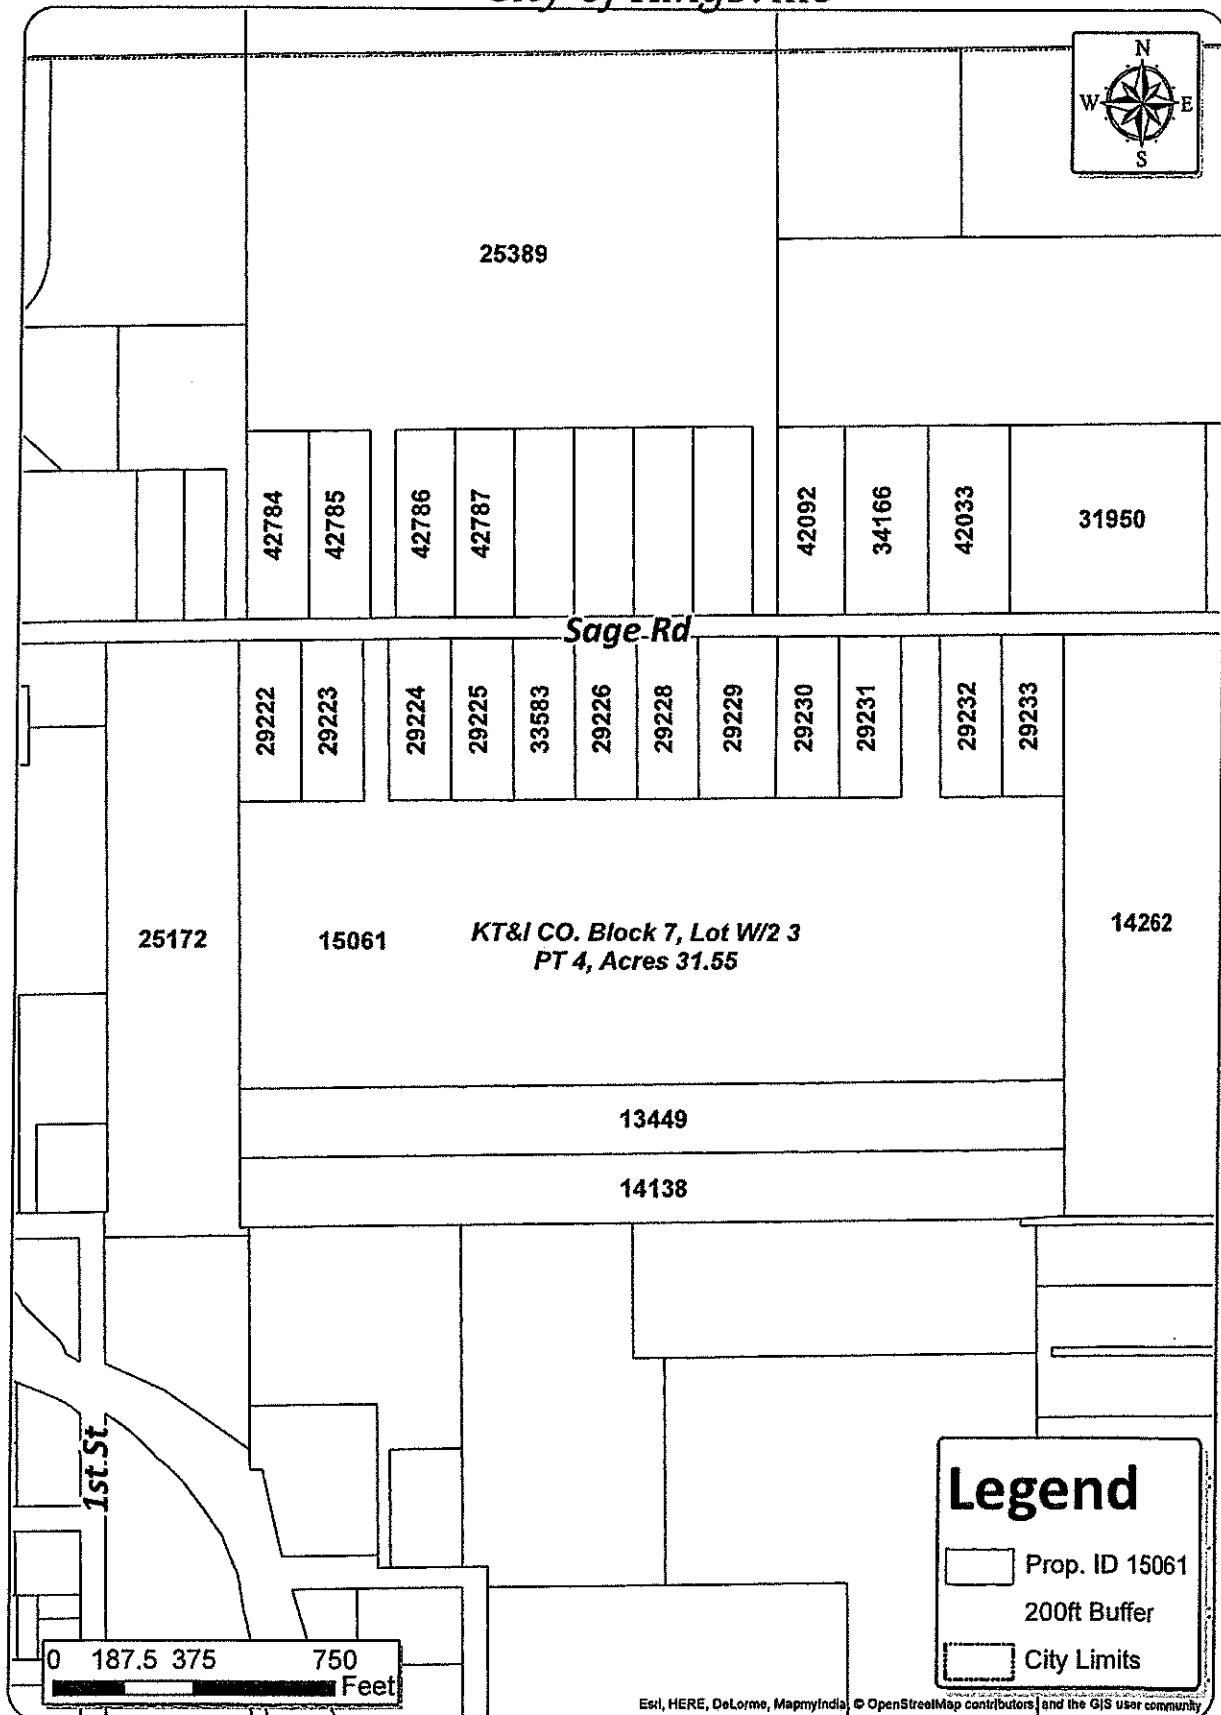 City of Kingsville
N
W E
S
25389
42784
42785
42786
42787
42092
34166
42033
31950
Sage Rd
29222
29223
29224
29225
33583
29226
29228
29229
29230
29231
29232
29233
25172
15061
KT&I CO. Block 7, Lot W/2 3
PT 4, Acres 31.55
14262
13449
14138
1st St
Legend
Prop. ID 15061
200ft Buffer
City Limits
0 187.5 375 750
Feet
Esri, HERE, DeLorme, MapmyIndia, © OpenStreetMap contributors, and the GIS user community